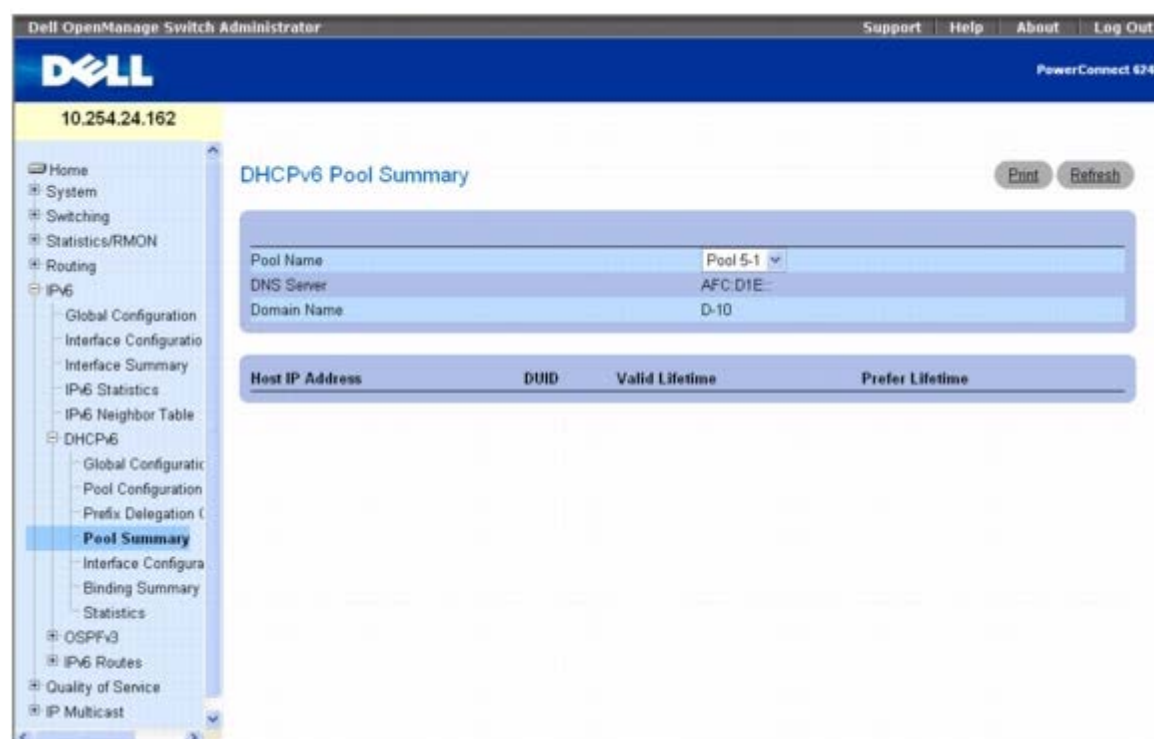 Dell OpenManage Switch Administrator
Support Help About Log Out
DELL
PowerConnect 624
10.254.24.162
Home
System
Switching
Statistics/RMON
Routing
IPv6
Global Configuration
Interface Configuratio
Interface Summary
IPv6 Statistics
IPv6 Neighbor Table
DHCPv6
Global Configuratic
Pool Configuration
Prefix Delegation C
Pool Summary
Interface Configura
Binding Summary
Statistics
OSPFv3
IPv6 Routes
Quality of Service
IP Multicast
DHCPv6 Pool Summary
Print Refresh
Pool Name Pool 5-1
DNS Server AFC:D1E::
Domain Name D-10
Host IP Address DUID Valid Lifetime Prefer Lifetime